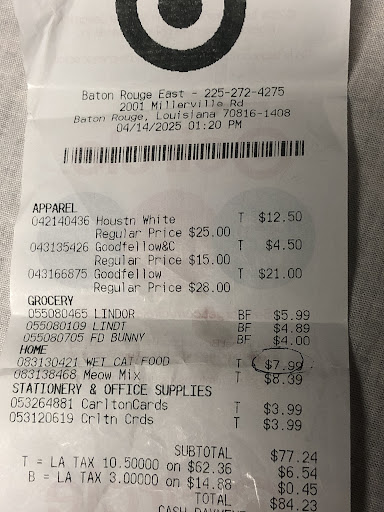 Baton Rouge East - 225-272-4275
2001 Millerville Rd
Baton Rouge, Louisiana 70816-1408
04/14/2025 01:20 PM
APPAREL
042140436 Houstn White T $12.50
Regular Price $25.00
043135426 Goodfellow&C T $4.50
Regular Price $15.00
043166875 Goodfellow T $21.00
Regular Price $28.00
GROCERY
055080465 LINDOR BF $5.99
055080109 LINDT BF $4.89
055080705 FD BUNNY BF $4.00
HOME
083130421 WET CAT FOOD T $7.99
083138468 Meow Mix T $8.39
STATIONERY & OFFICE SUPPLIES
053264881 CarltonCards T $3.99
053120619 Crltn Crds T $3.99
SUBTOTAL $77.24
T = LA TAX 10.50000 on $62.36 $6.54
B = LA TAX 3.00000 on $14.88 $0.45
TOTAL $84.23
CASH PAYMENT